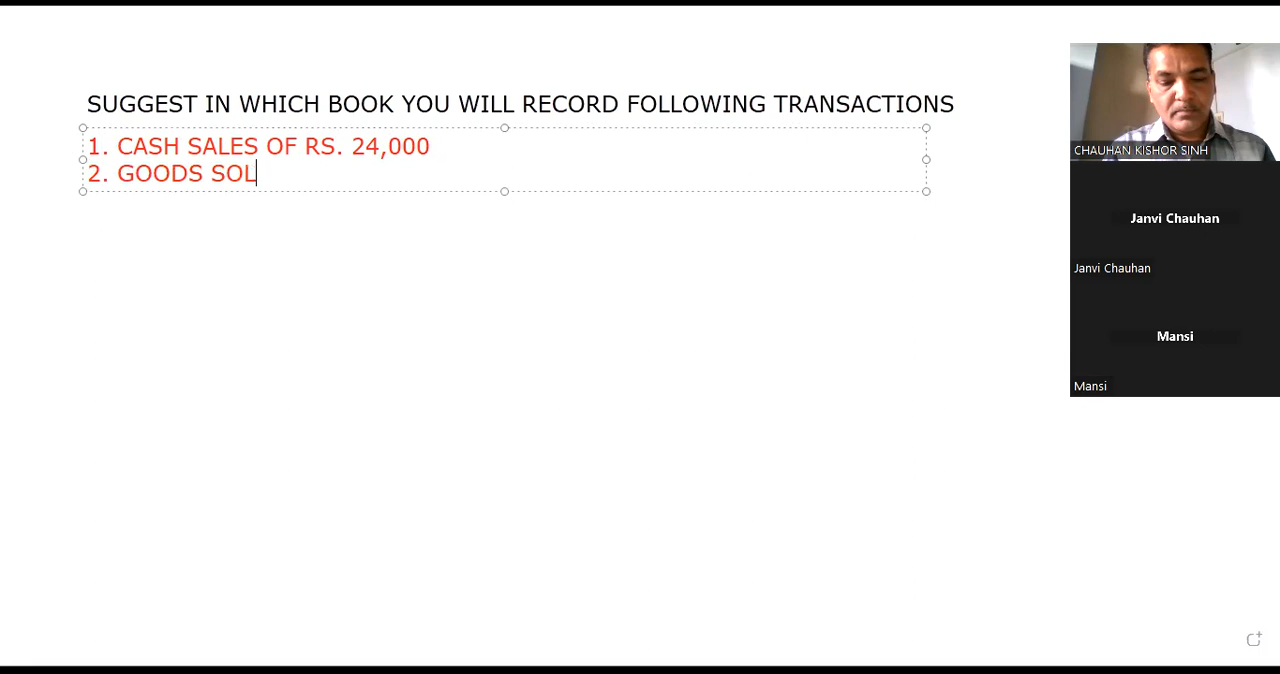 SUGGEST IN WHICH BOOK YOU WILL RECORD FOLLOWING TRANSACTIONS
1. CASH SALES OF RS. 24,000
2. GOODS SOL
CHAUHAN KISHOR SINH
Janvi Chauhan
Janvi Chauhan
Mansi
Mansi